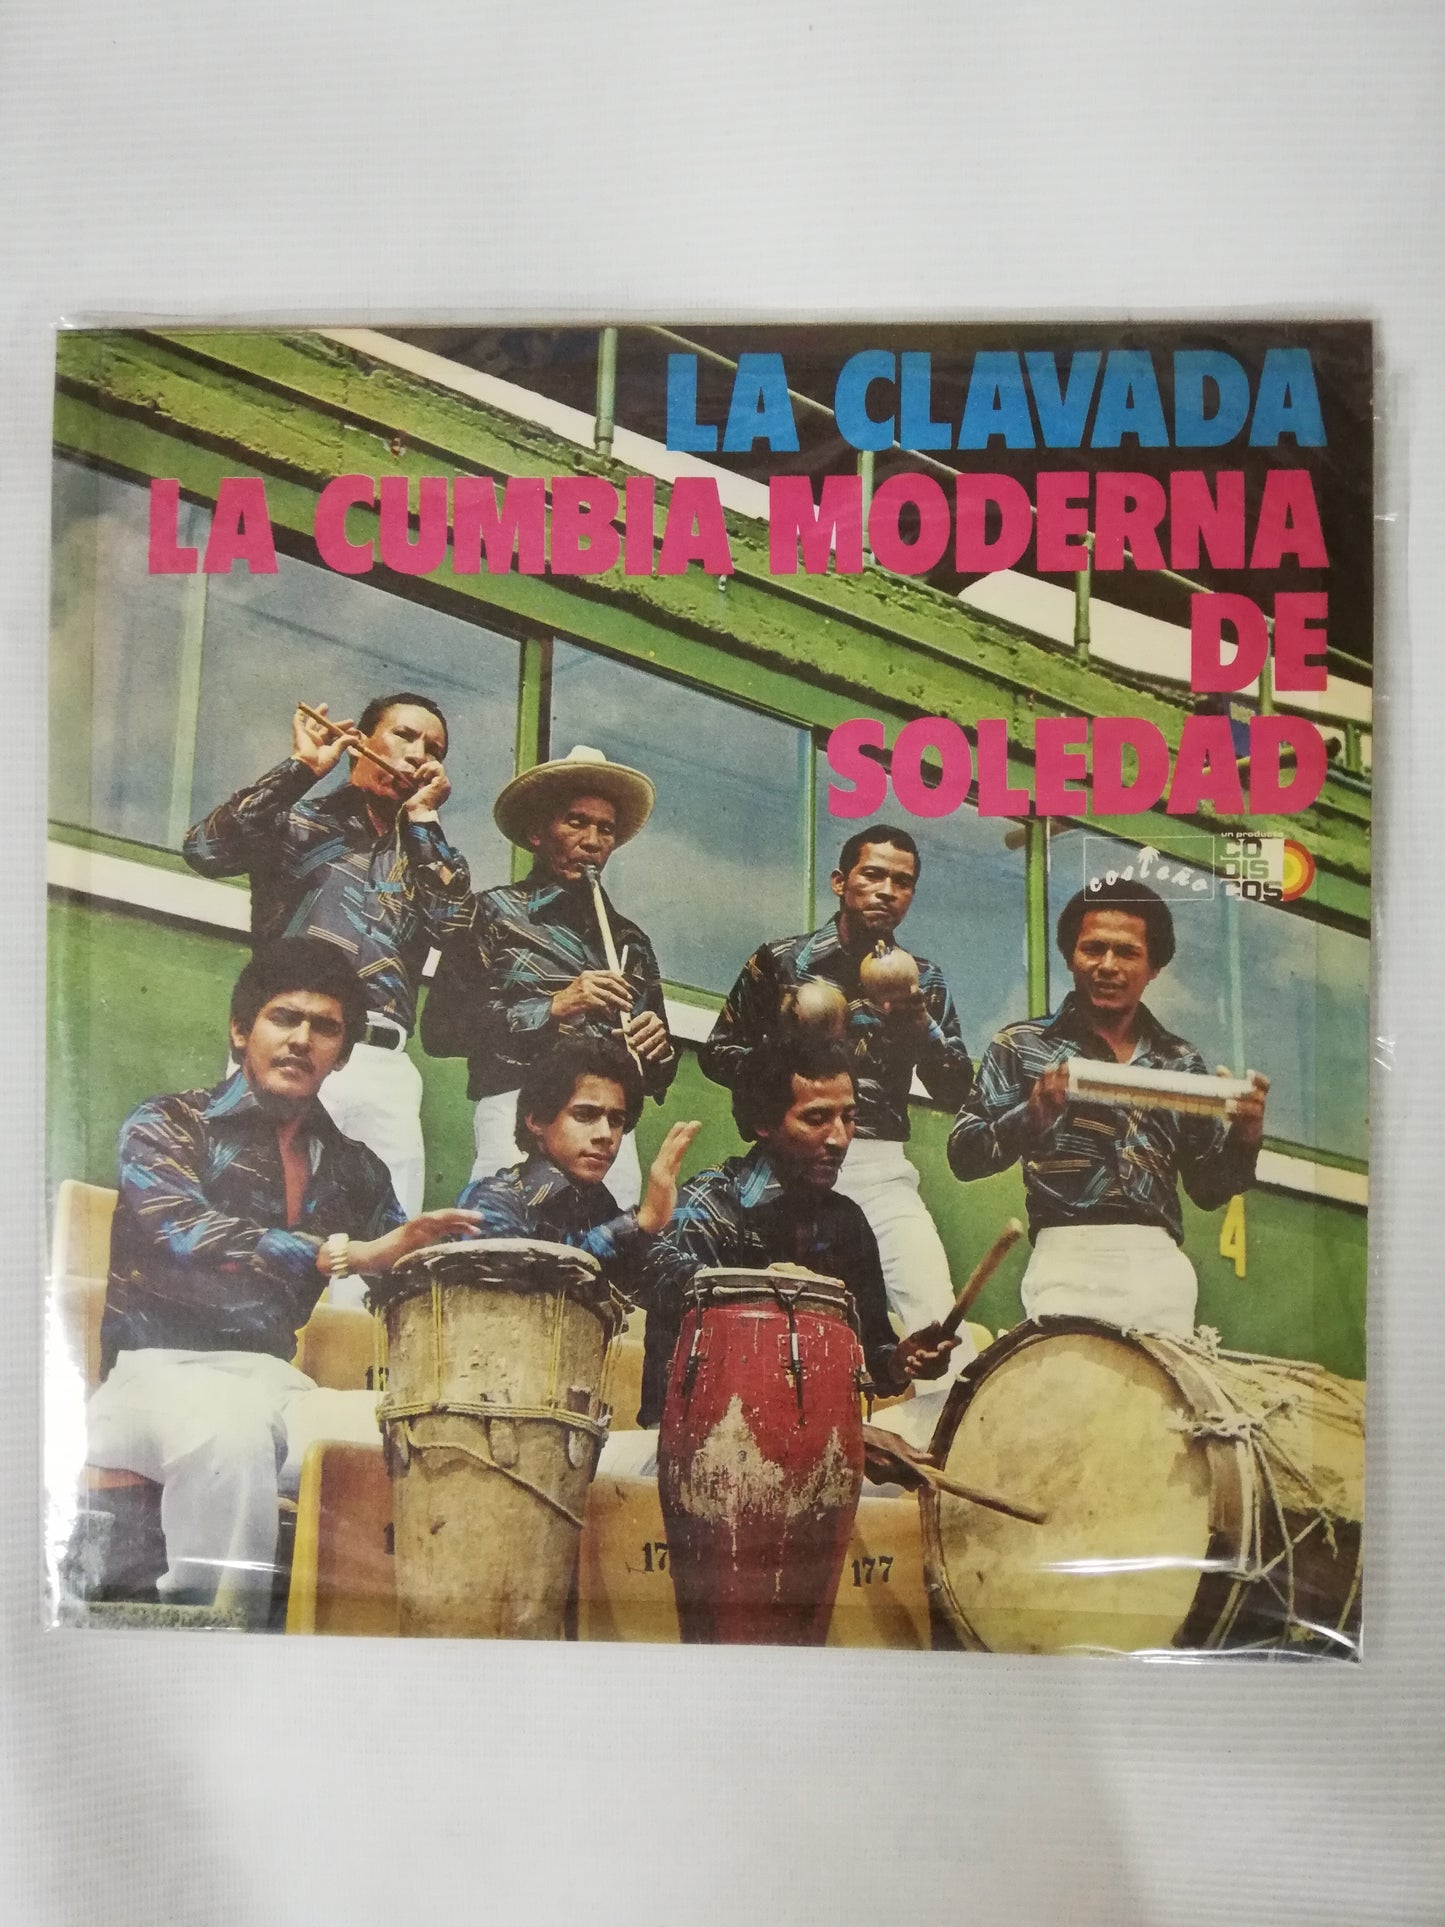 LA CLAVADA
LA CUMBIA MODERNA
DE
SOLEDAD
costeño
un producto
CO
DIS
COS
4
177